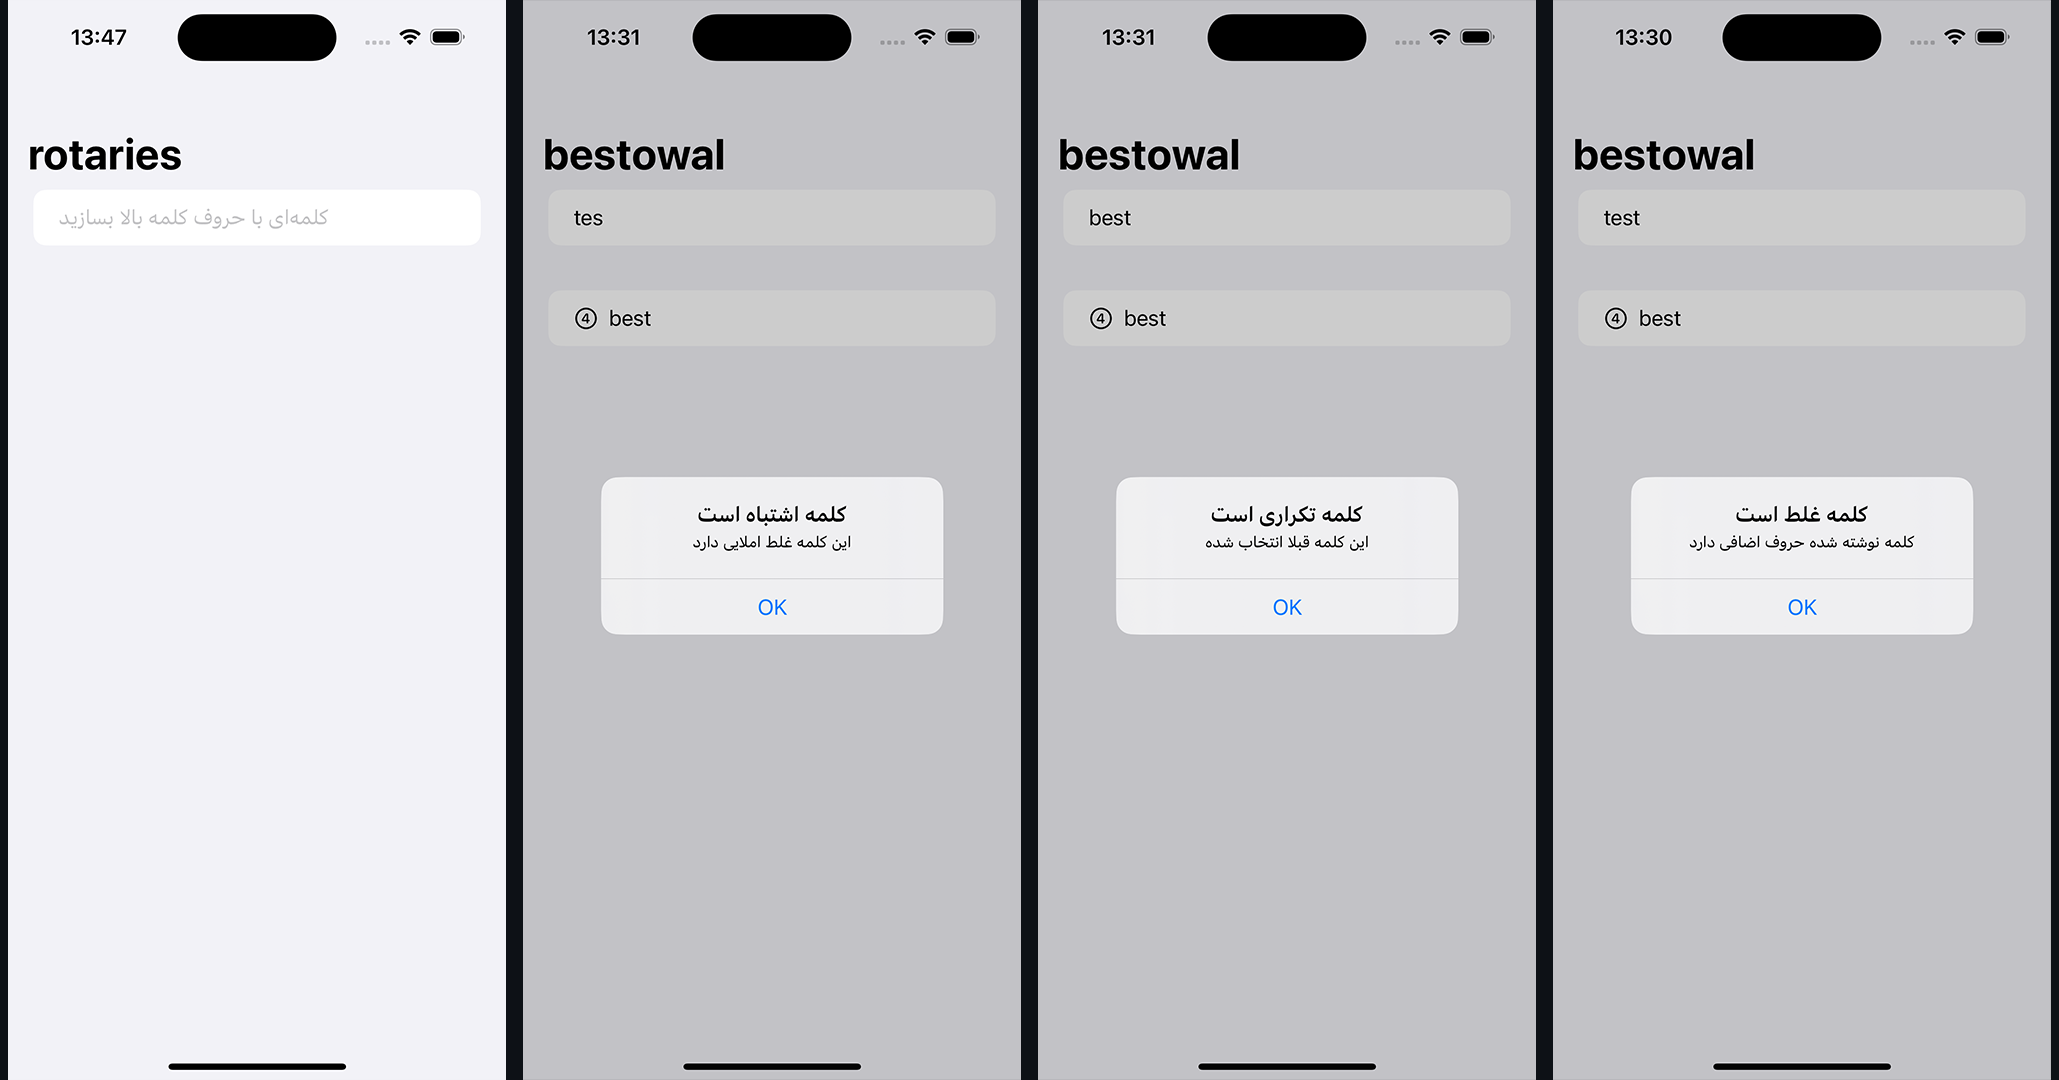 13:47
rotaries
کلمه‌ای با حروف کلمه بالا بسازید
13:31
bestowal
tes
4 best
کلمه اشتباه است
این کلمه غلط املایی دارد
OK
13:31
bestowal
best
4 best
کلمه تکراری است
این کلمه قبلا انتخاب شده
OK
13:30
bestowal
test
4 best
کلمه غلط است
کلمه نوشته شده حروف اضافی دارد
OK